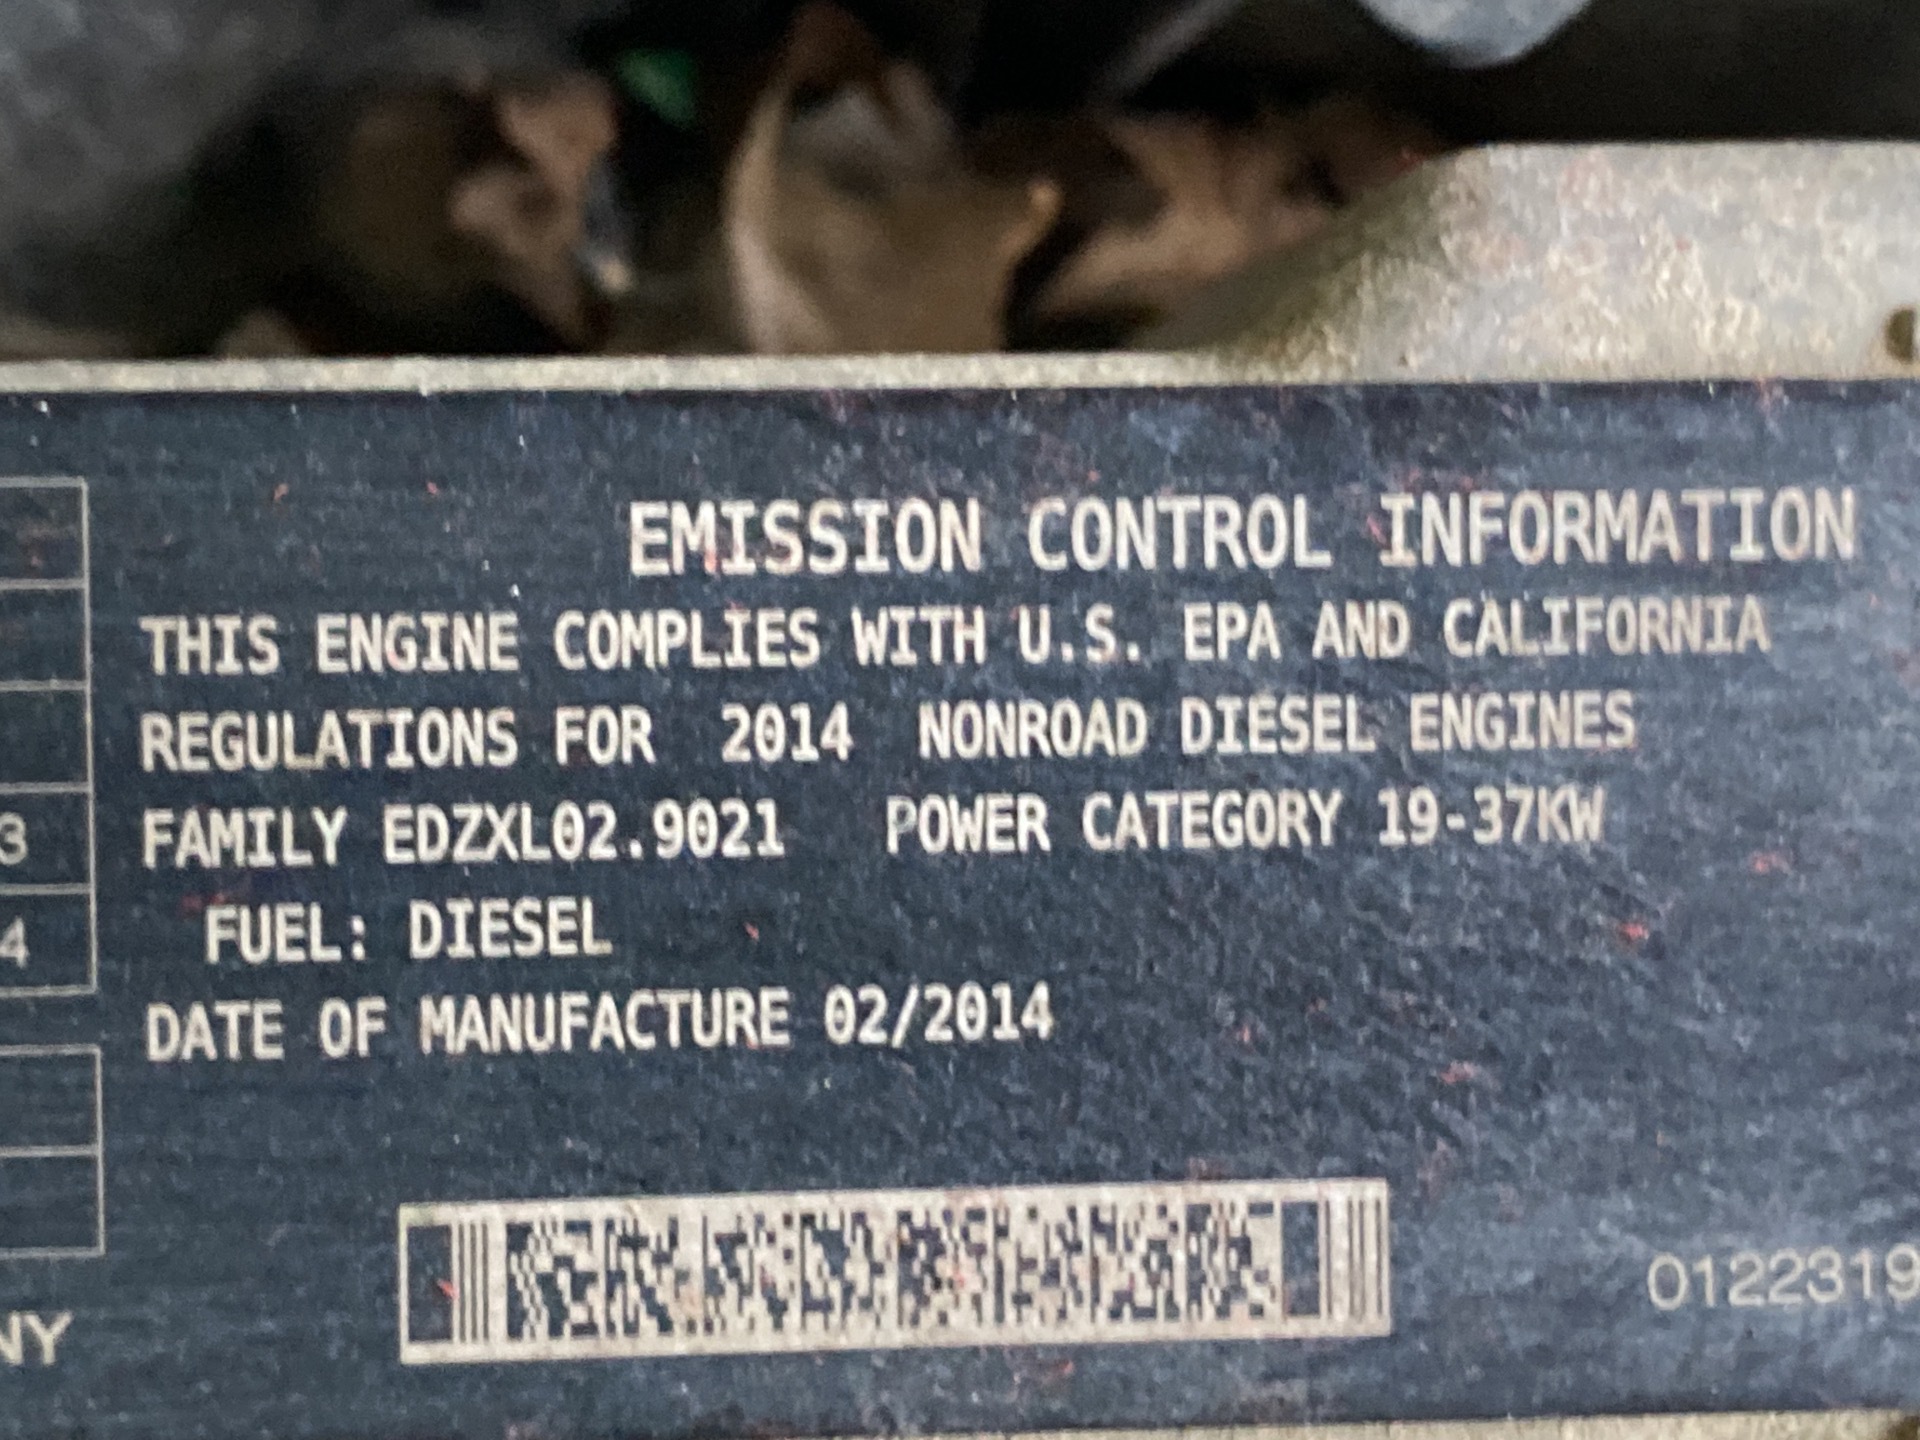 EMISSION CONTROL INFORMATION
THIS ENGINE COMPLIES WITH U.S. EPA AND CALIFORNIA
REGULATIONS FOR 2014 NONROAD DIESEL ENGINES
3
FAMILY EDZXL02.9021 POWER CATEGORY 19-37KW
4
FUEL: DIESEL
DATE OF MANUFACTURE 02/2014
0122319
NY